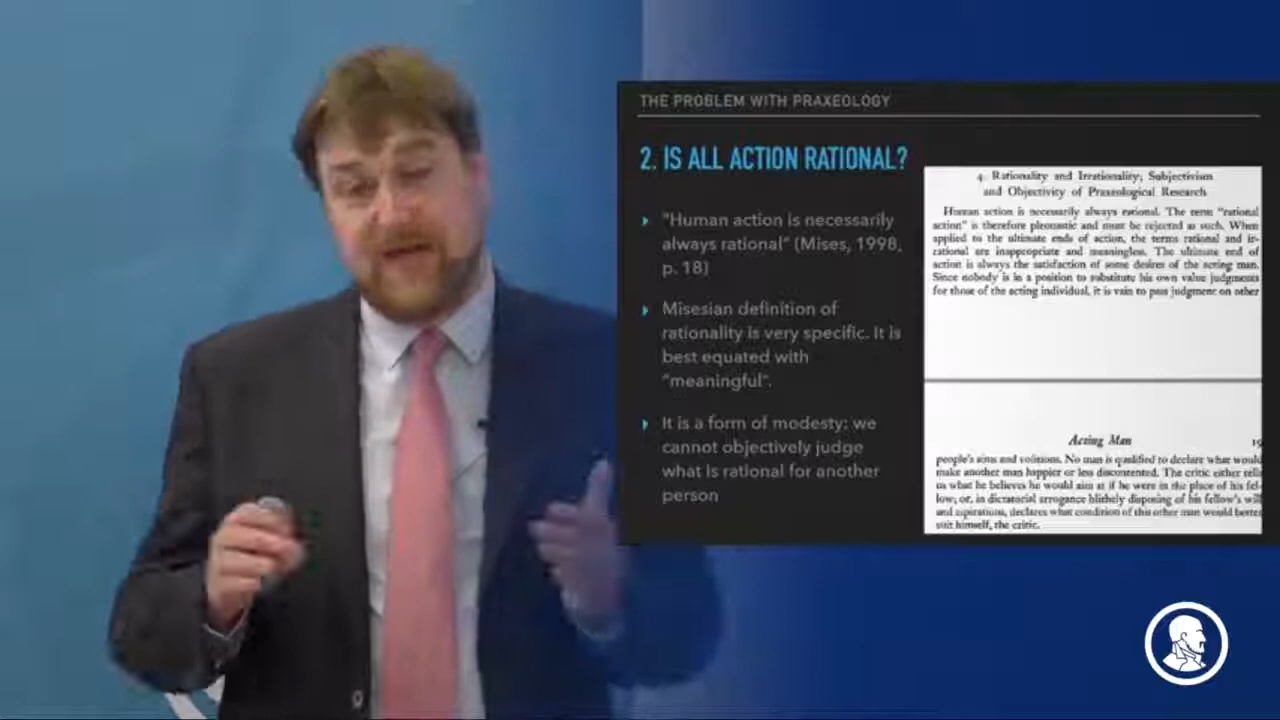 THE PROBLEM WITH PRAXEOLOGY
2. IS ALL ACTION RATIONAL?
"Human action is necessarily
always rational" (Mises, 1998,
p. 18)
Misesian definition of
rationality is very specific. It is
best equated with
"meaningful".
It is a form of modesty: we
cannot objectively judge
what is rational for another
person
4. Rationality and Irrationality; Subjectivism
and Objectivity of Praxeological Research
Human action is necessarily always rational. The term "rational
action" is therefore pleonastic and must be rejected as such. When
applied to the ultimate ends of action, the terms rational and ir-
rational are inappropriate and meaningless. The ultimate end of
action is always the satisfaction of some desires of the acting man.
Since nobody is in a position to substitute his own value judgments
for those of the acting individual, it is vain to pass judgment on other
Acting Man 19
people's aims and volitions. No man is qualified to declare what would
make another man happier or less discontented. The critic either tells
us what he believes he would aim at if he were in the place of his fel-
low; or, in dictatorial arrogance blithely disposing of his fellow's will
and aspirations, declares what condition of this other man would better
suit himself, the critic.